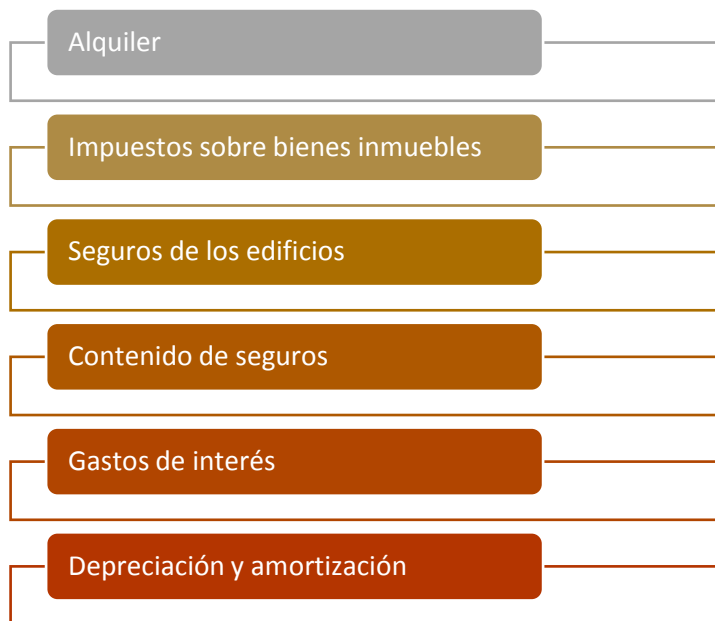 Alquiler
Impuestos sobre bienes inmuebles
Seguros de los edificios
Contenido de seguros
Gastos de interés
Depreciación y amortización